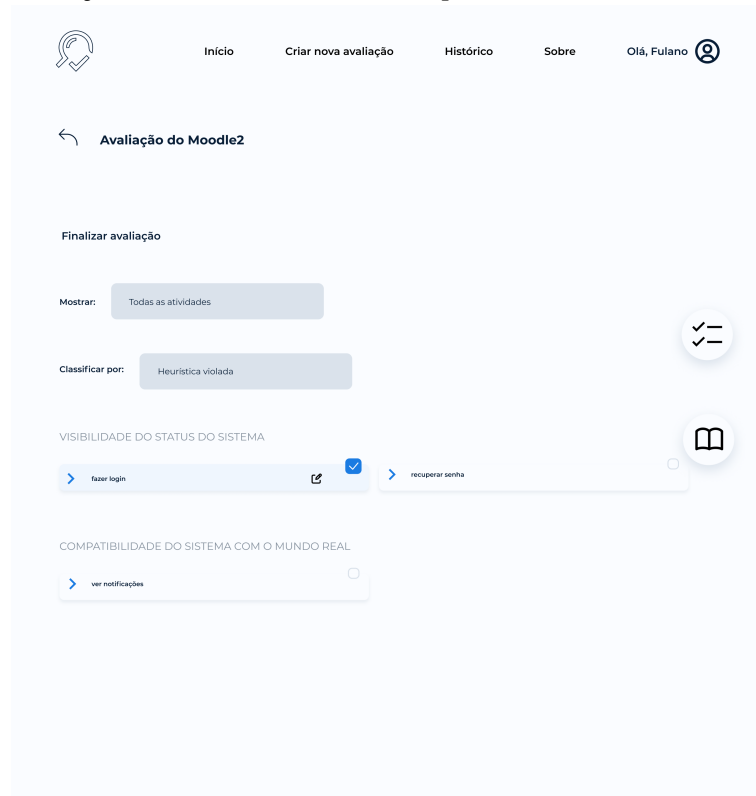 Início Criar nova avaliação Histórico Sobre Olá, Fulano
Avaliação do Moodle2
Finalizar avaliação
Mostrar: Todas as atividades
Classificar por: Heurística violada
VISIBILIDADE DO STATUS DO SISTEMA
fazer login recuperar senha
COMPATIBILIDADE DO SISTEMA COM O MUNDO REAL
ver notificações